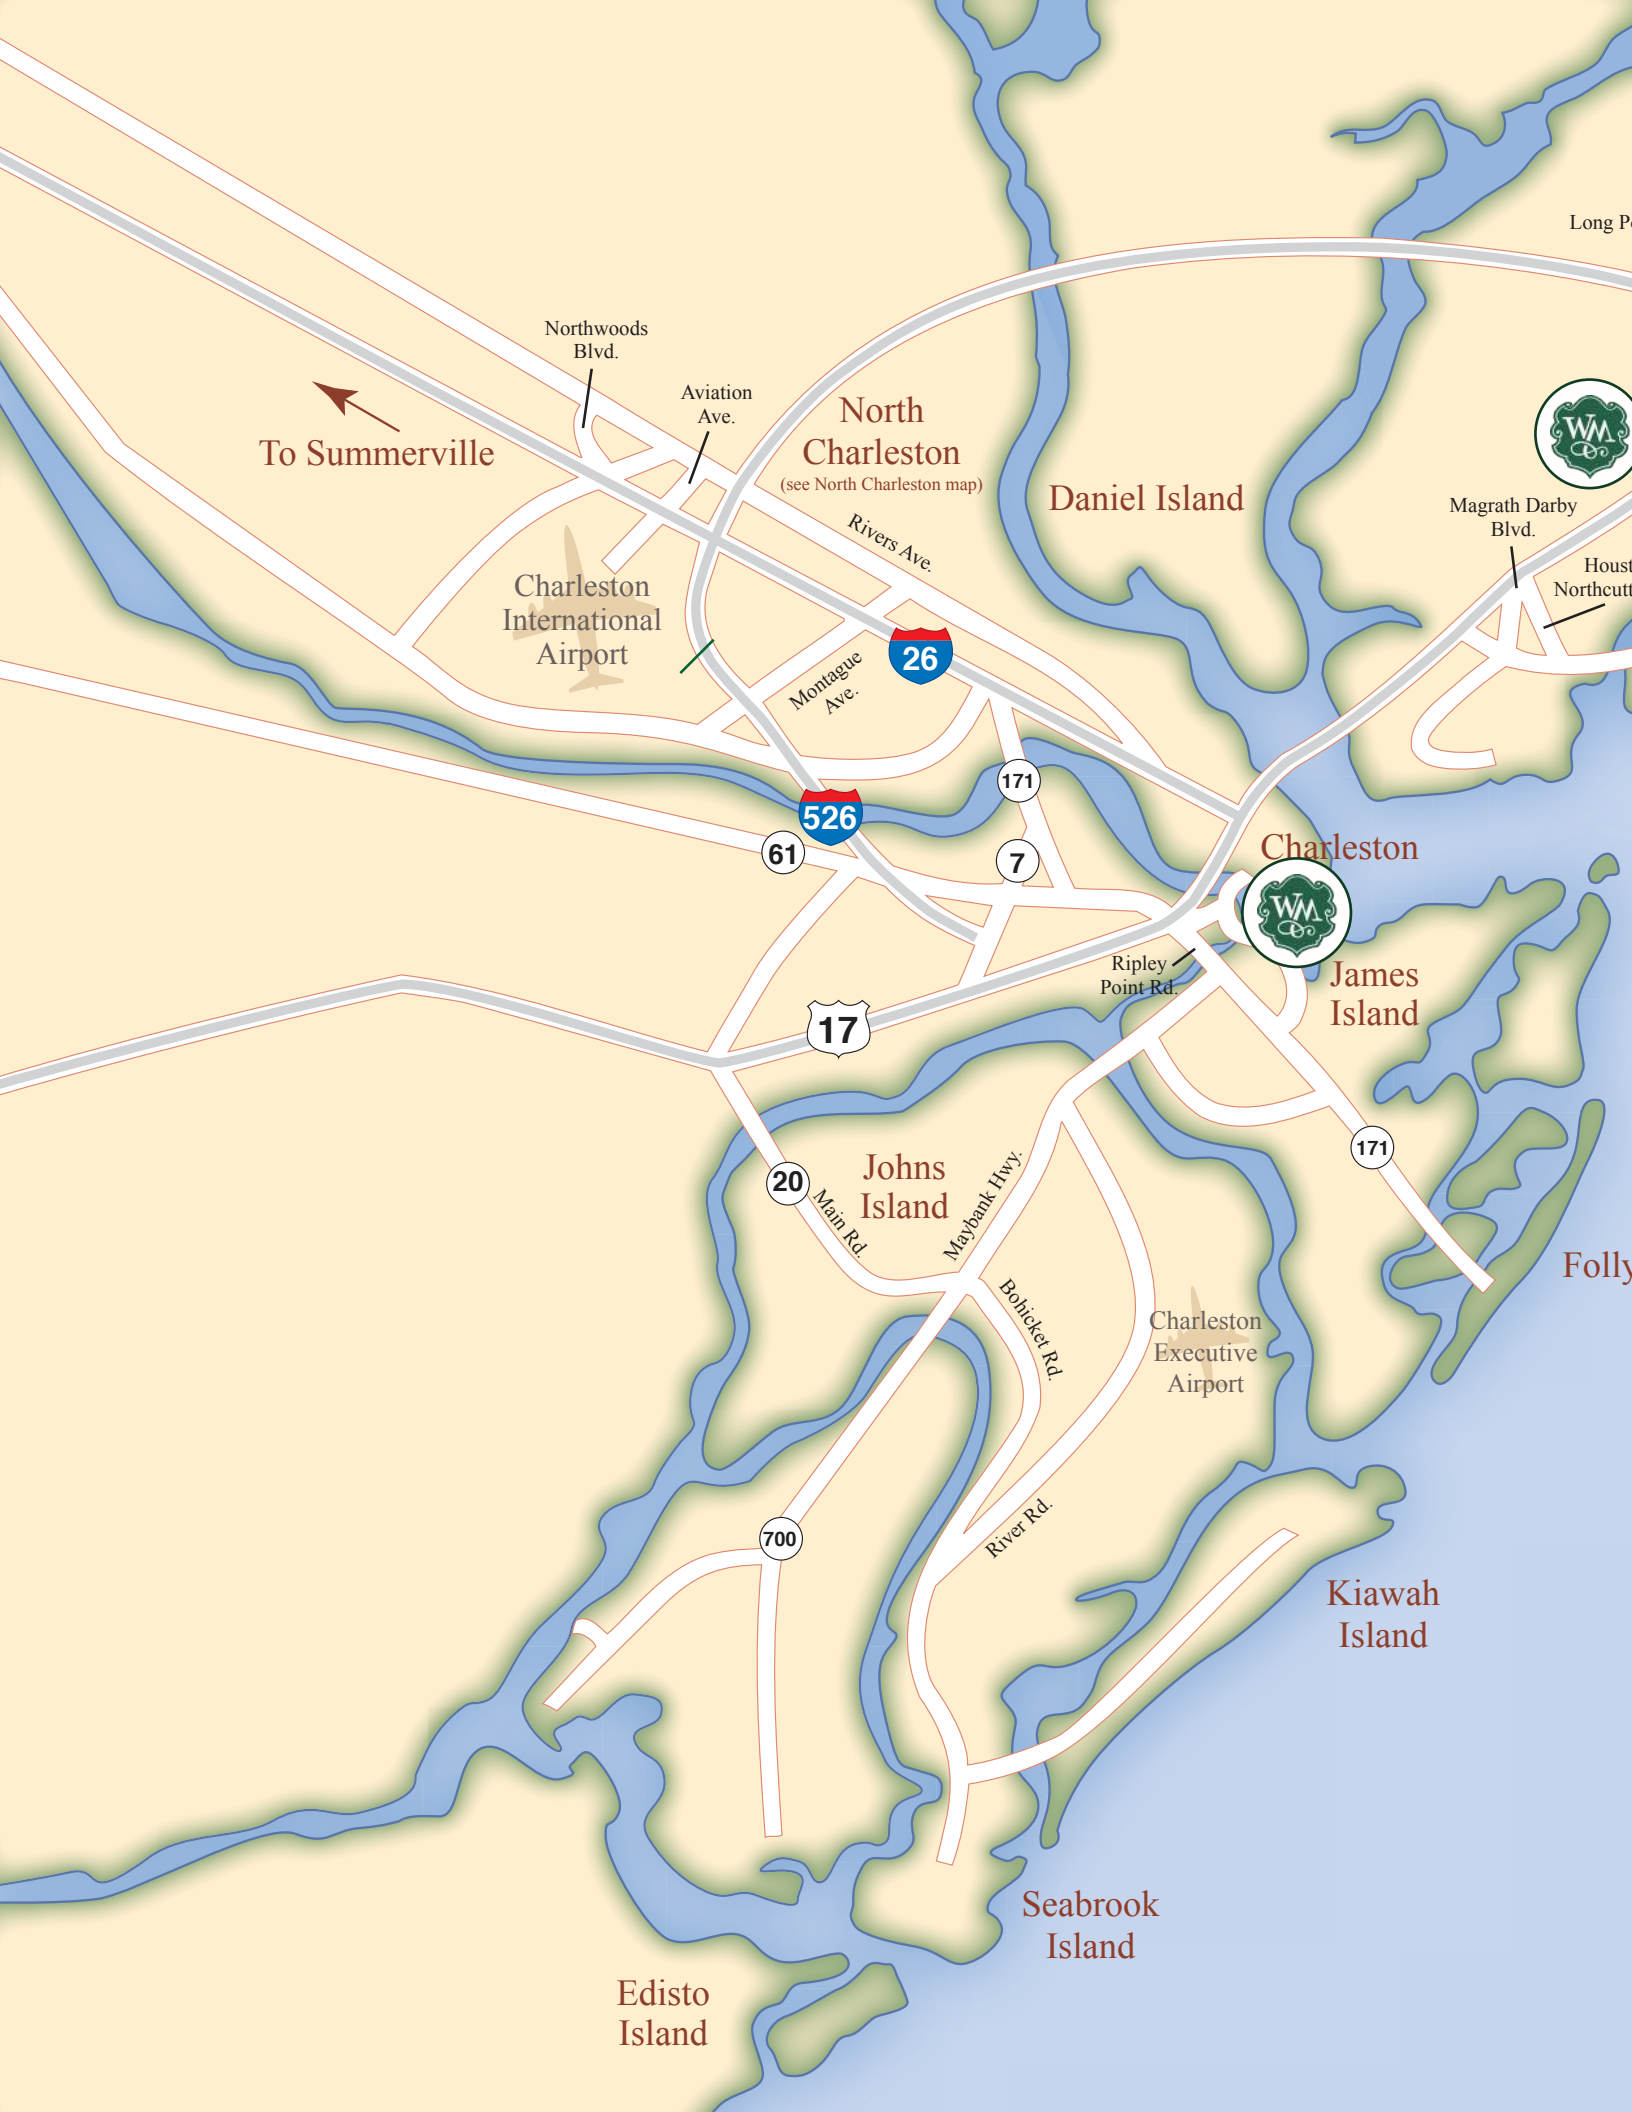 Long P
Northwoods
Blvd.
Aviation
Ave.
North
Charleston
(see North Charleston map)
To Summerville
WM
Daniel Island
Magrath Darby
Blvd.
Rivers Ave.
Houst
Northcutt
Charleston
International
Airport
26
Montague
Ave.
171
526
61
7
Charleston
WM
Ripley
Point Rd.
James
Island
17
171
Johns
Island
20
Main Rd.
Maybank Hwy.
Folly
Bohicket Rd.
Charleston
Executive
Airport
River Rd.
700
Kiawah
Island
Seabrook
Island
Edisto
Island